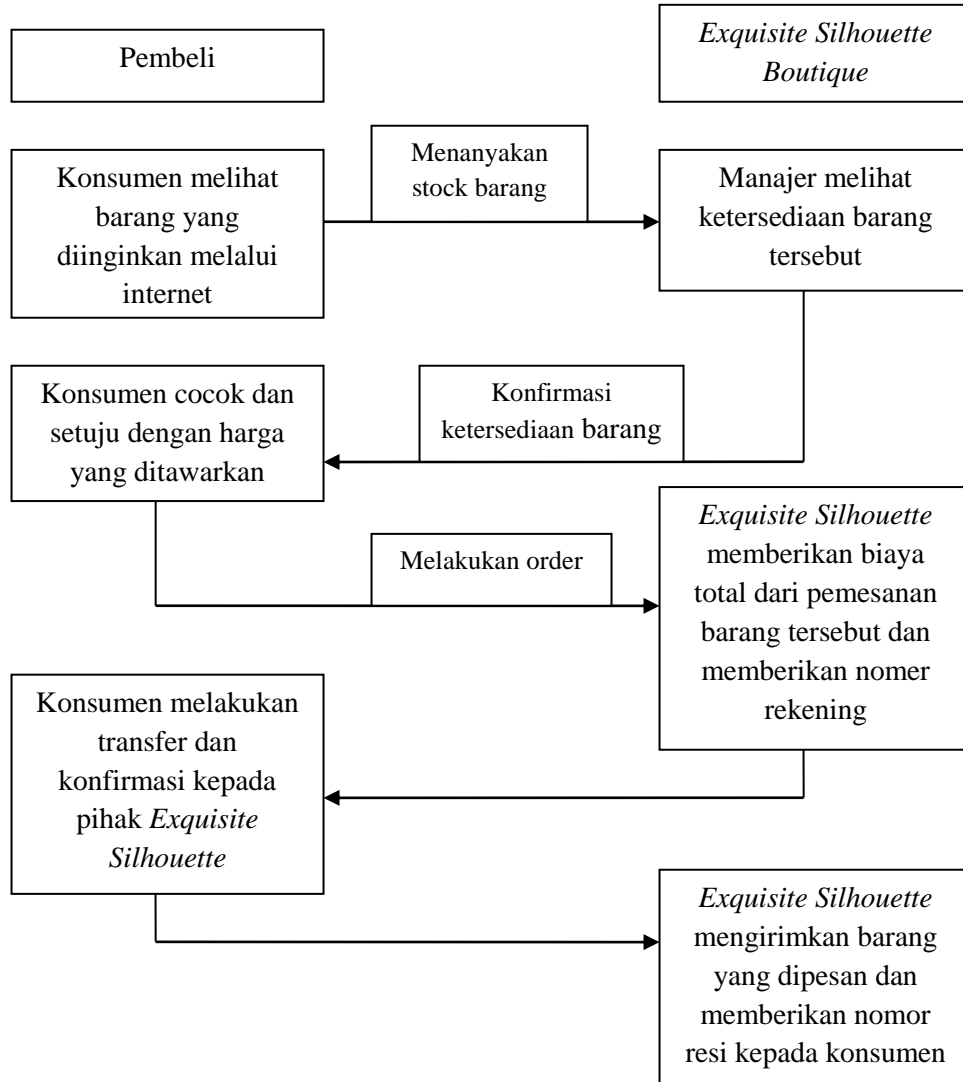 Pembeli
Exquisite Silhouette
Boutique
Konsumen melihat
barang yang
diinginkan melalui
internet
Menanyakan
stock barang
Manajer melihat
ketersediaan barang
tersebut
Konsumen cocok dan
setuju dengan harga
yang ditawarkan
Konfirmasi
ketersediaan barang
Melakukan order
Exquisite Silhouette
memberikan biaya
total dari pemesanan
barang tersebut dan
memberikan nomer
rekening
Konsumen melakukan
transfer dan
konfirmasi kepada
pihak Exquisite
Silhouette
Exquisite Silhouette
mengirimkan barang
yang dipesan dan
memberikan nomor
resi kepada konsumen